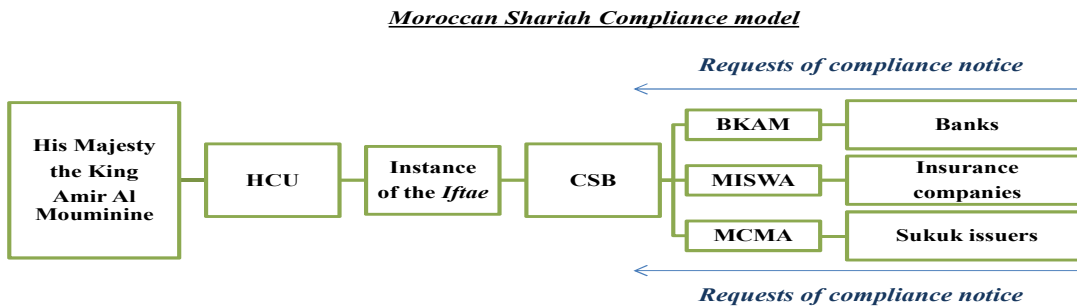 Moroccan Shariah Compliance model
Requests of compliance notice
His Majesty
the King
Amir Al
Mouminine
HCU
Instance
of the Iftae
CSB
BKAM
Banks
MISWA
Insurance
companies
MCMA
Sukuk issuers
Requests of compliance notice